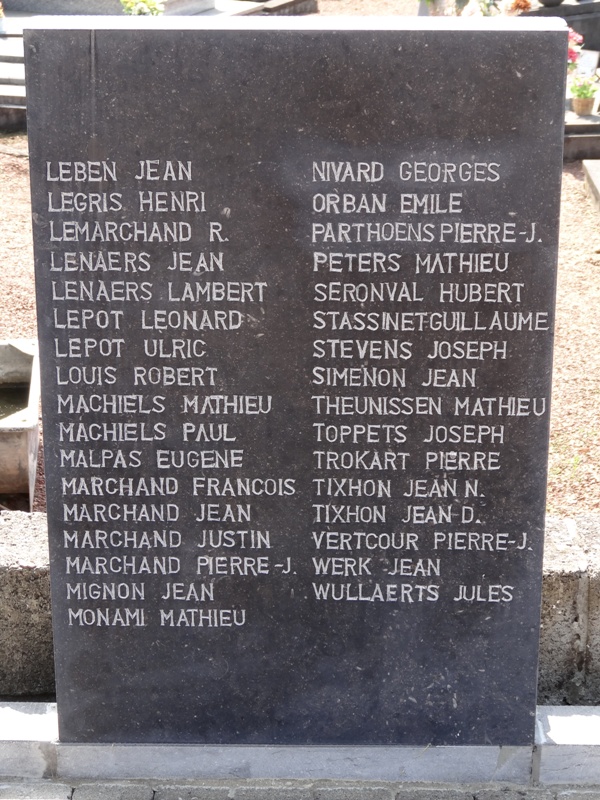 LEBEN JEAN
LEGRIS HENRI
LEMARCHAND R.
LENAERS JEAN
LENAERS LAMBERT
LEPOT LEONARD
LEPOT ULRIC
LOUIS ROBERT
MACHIELS MATHIEU
MACHIELS PAUL
MALPAS EUGENE
MARCHAND FRANCOIS
MARCHAND JEAN
MARCHAND JUSTIN
MARCHAND PIERRE-J.
MIGNON JEAN
MONAMI MATHIEU
NIVARD GEORGES
ORBAN EMILE
PARTHOENS PIERRE-J.
PETERS MATHIEU
SERONVAL HUBERT
STASSINET GUILLAUME
STEVENS JOSEPH
SIMENON JEAN
THEUNISSEN MATHIEU
TOPPETS JOSEPH
TROKART PIERRE
TIXHON JEAN N.
TIXHON JEAN D.
VERTCOUR PIERRE-J.
WERK JEAN
WULLAERTS JULES